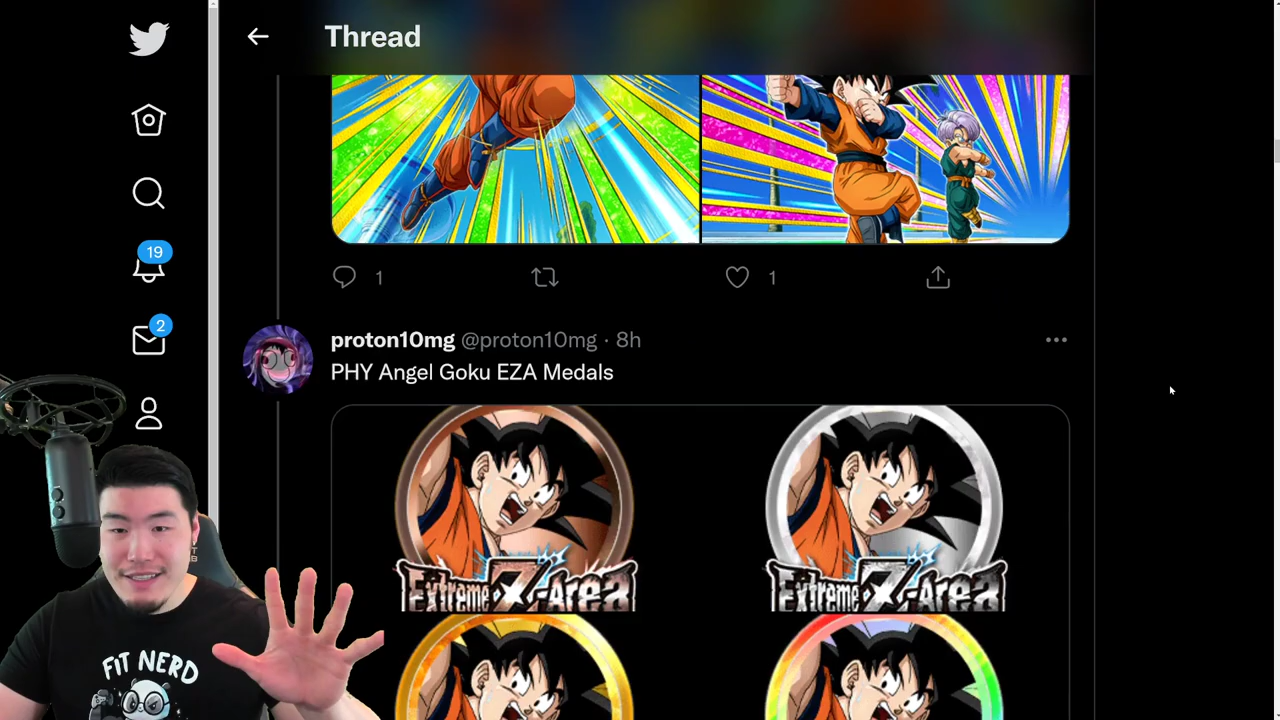 Thread
19
2
1
1
proton10mg @proton10mg · 8h
PHY Angel Goku EZA Medals
Extreme Z-Area
Extreme Z-Area
FIT NERD